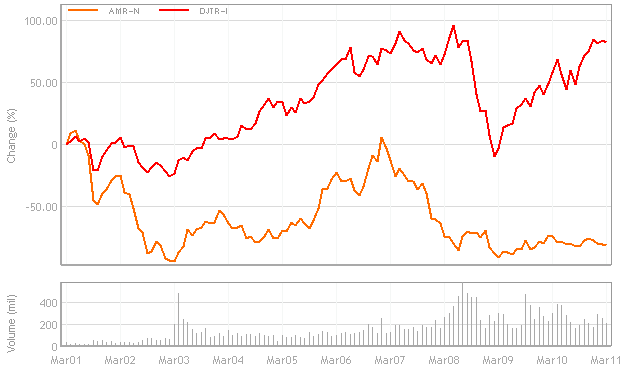 AMR-N DJTR-I
Change (%)
100.00
50.00
0
-50.00
Volume (mil)
400
200
0
Mar01 Mar02 Mar03 Mar04 Mar05 Mar06 Mar07 Mar08 Mar09 Mar10 Mar11